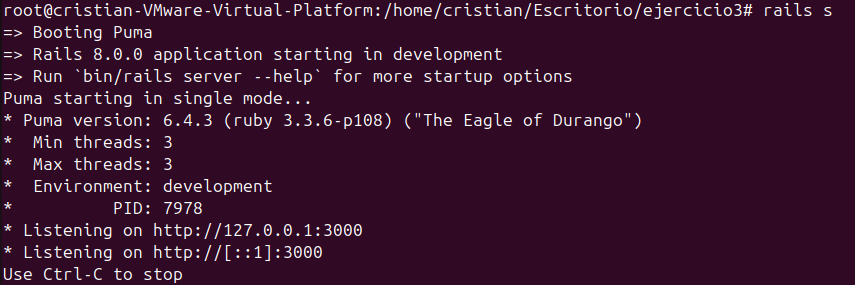 root@cristian-VMware-Virtual-Platform:/home/cristian/Escritorio/ejercicio3# rails s
=> Booting Puma
=> Rails 8.0.0 application starting in development
=> Run `bin/rails server --help` for more startup options
Puma starting in single mode...
* Puma version: 6.4.3 (ruby 3.3.6-p108) ("The Eagle of Durango")
*  Min threads: 3
*  Max threads: 3
*  Environment: development
*          PID: 7978
* Listening on http://127.0.0.1:3000
* Listening on http://[::1]:3000
Use Ctrl-C to stop